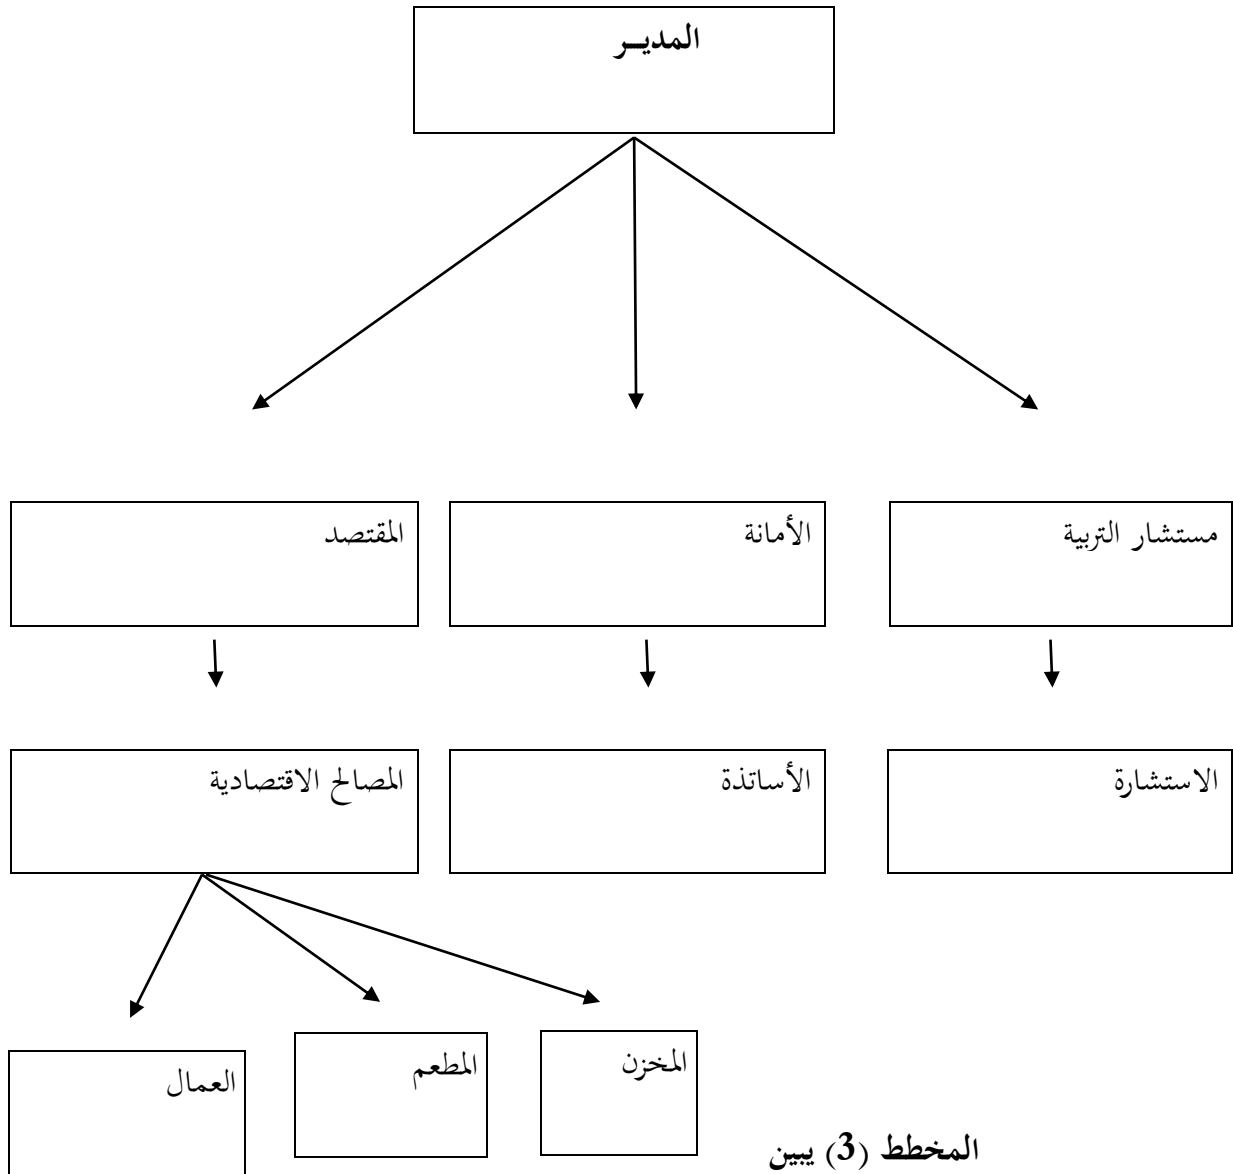 المديــر
مستشار التربية
الأمانة
المقتصد
الاستشارة
الأساتذة
المصالح الاقتصادية
المخزن
المطعم
العمال
المخطط (3) يبين